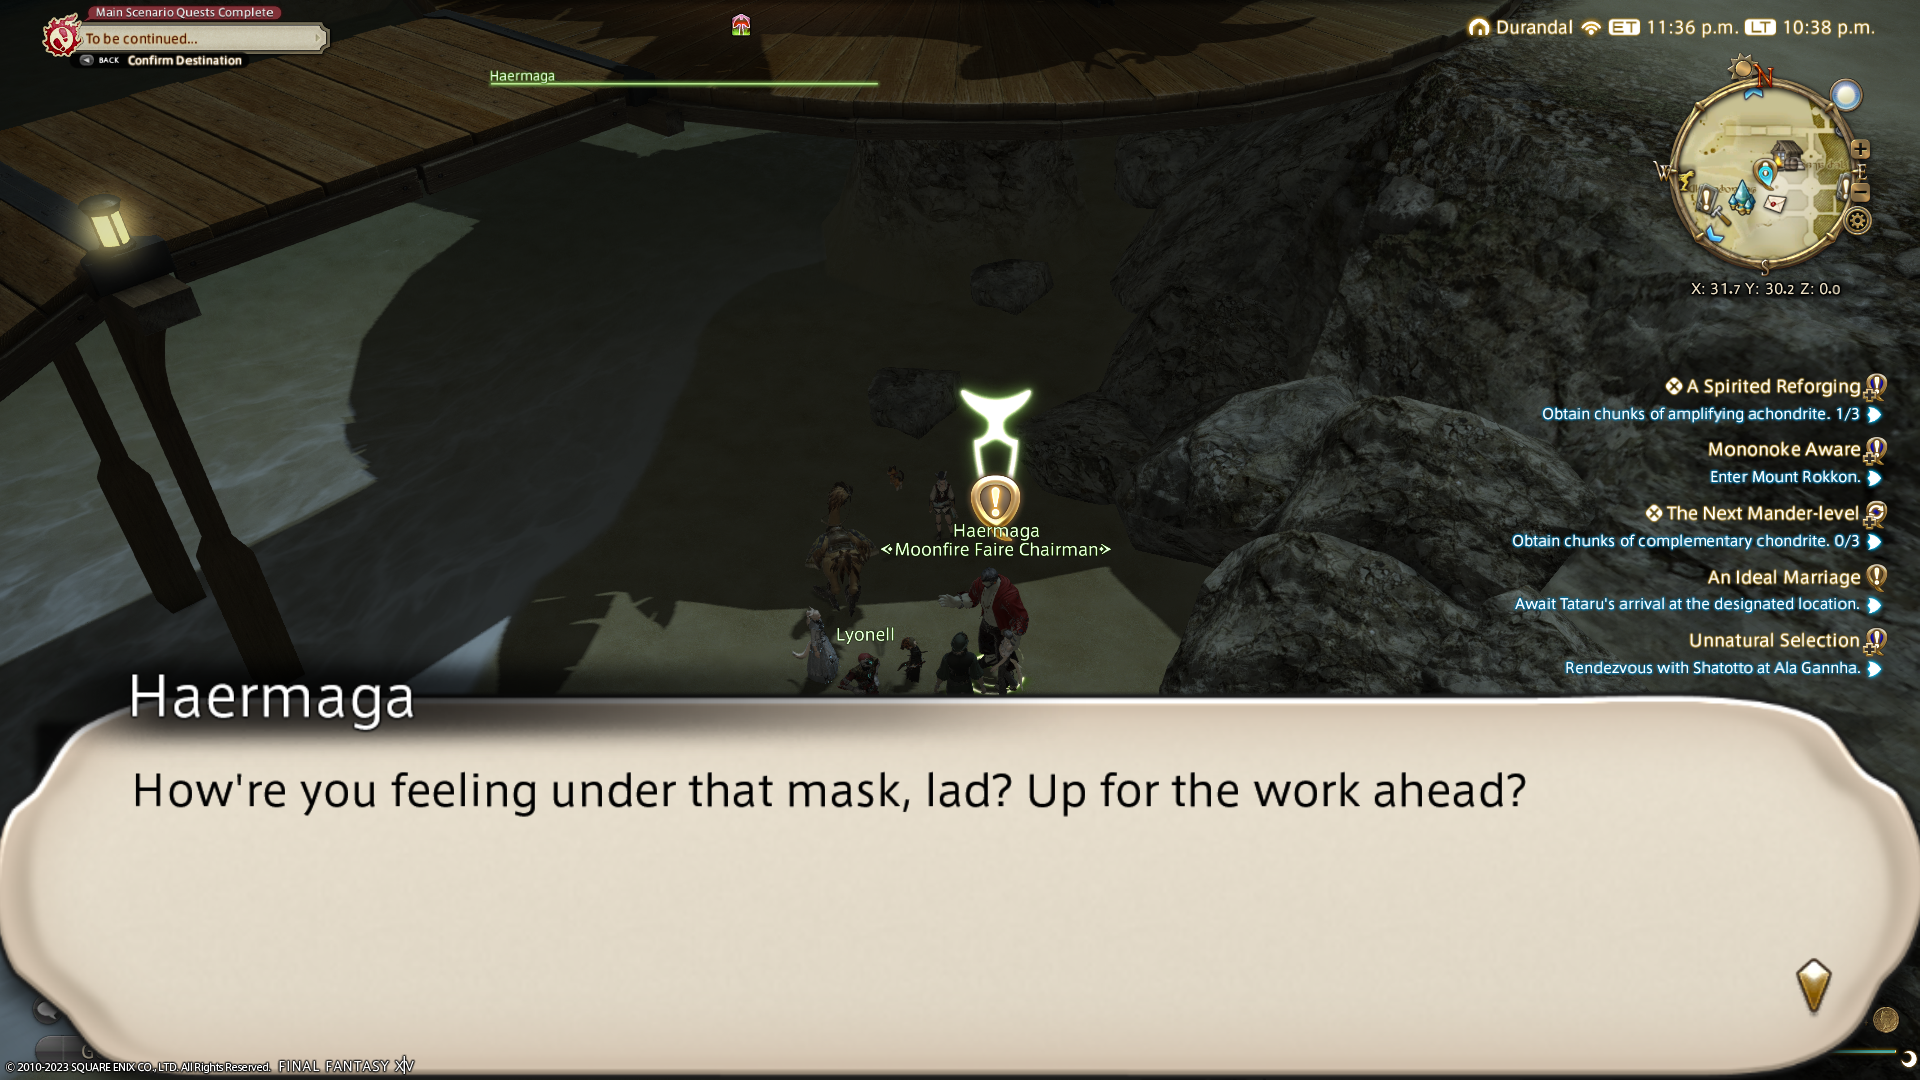 Main Scenario Quests Complete
To be continued...
BACK Confirm Destination
Haermaga
Durandal ET 11:36 p.m. LT 10:38 p.m.
N
W
E
S
X: 31.7 Y: 30.2 Z: 0.0
A Spirited Reforging
Obtain chunks of amplifying achondrite. 1/3
Mononoke Aware
Enter Mount Rokkon.
The Next Mander-level
Obtain chunks of complementary chondrite. 0/3
An Ideal Marriage
Await Tataru's arrival at the designated location.
Unnatural Selection
Rendezvous with Shatotto at Ala Gannha.
Haermaga
<Moonfire Faire Chairman>
Lyonell
Haermaga
How're you feeling under that mask, lad? Up for the work ahead?
© 2010-2023 SQUARE ENIX CO., LTD. All Rights Reserved. FINAL FANTASY XIV